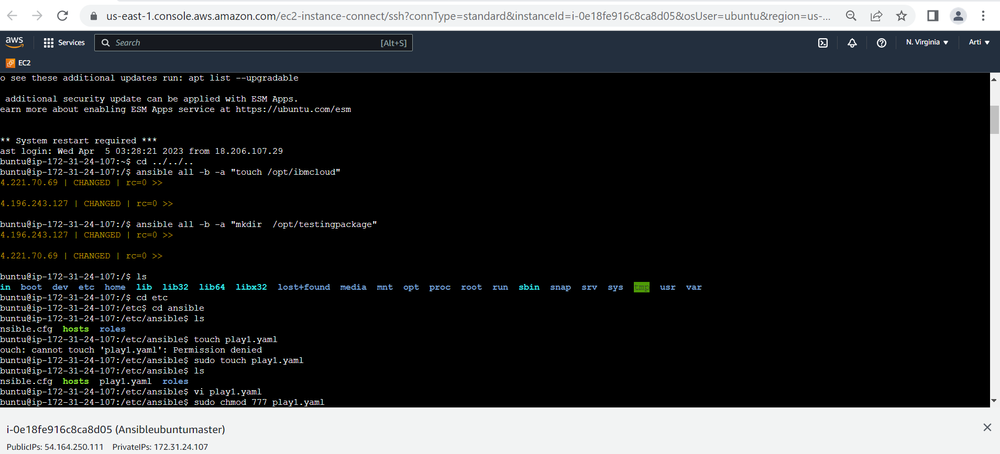 us-east-1.console.aws.amazon.com/ec2-instance-connect/ssh?connType=standard&instanceId=i-0e18fe916c8ca8d05&osUser=ubuntu&region=us-...
aws Services Search [Alt+S] N. Virginia Arti
EC2
o see these additional updates run: apt list --upgradable
additional security update can be applied with ESM Apps.
earn more about enabling ESM Apps service at https://ubuntu.com/esm
** System restart required ***
ast login: Wed Apr  5 03:28:21 2023 from 18.206.107.29
buntu@ip-172-31-24-107:~$ cd ../../..
buntu@ip-172-31-24-107:/$ ansible all -b -a "touch /opt/ibmcloud"
4.221.70.69 | CHANGED | rc=0 >>
4.196.243.127 | CHANGED | rc=0 >>
buntu@ip-172-31-24-107:/$ ansible all -b -a "mkdir  /opt/testingpackage"
4.196.243.127 | CHANGED | rc=0 >>
4.221.70.69 | CHANGED | rc=0 >>
buntu@ip-172-31-24-107:/$ ls
in  boot  dev  etc  home  lib  lib32  lib64  libx32  lost+found  media  mnt  opt  proc  root  run  sbin  snap  srv  sys  tmp  usr  var
buntu@ip-172-31-24-107:/$ cd etc
buntu@ip-172-31-24-107:/etc$ cd ansible
buntu@ip-172-31-24-107:/etc/ansible$ ls
nsible.cfg  hosts  roles
buntu@ip-172-31-24-107:/etc/ansible$ touch play1.yaml
ouch: cannot touch 'play1.yaml': Permission denied
buntu@ip-172-31-24-107:/etc/ansible$ sudo touch play1.yaml
buntu@ip-172-31-24-107:/etc/ansible$ ls
nsible.cfg  hosts  play1.yaml  roles
buntu@ip-172-31-24-107:/etc/ansible$ vi play1.yaml
buntu@ip-172-31-24-107:/etc/ansible$ sudo chmod 777 play1.yaml
i-0e18fe916c8ca8d05 (Ansibleubuntumaster)
PublicIPs: 54.164.250.111 PrivateIPs: 172.31.24.107